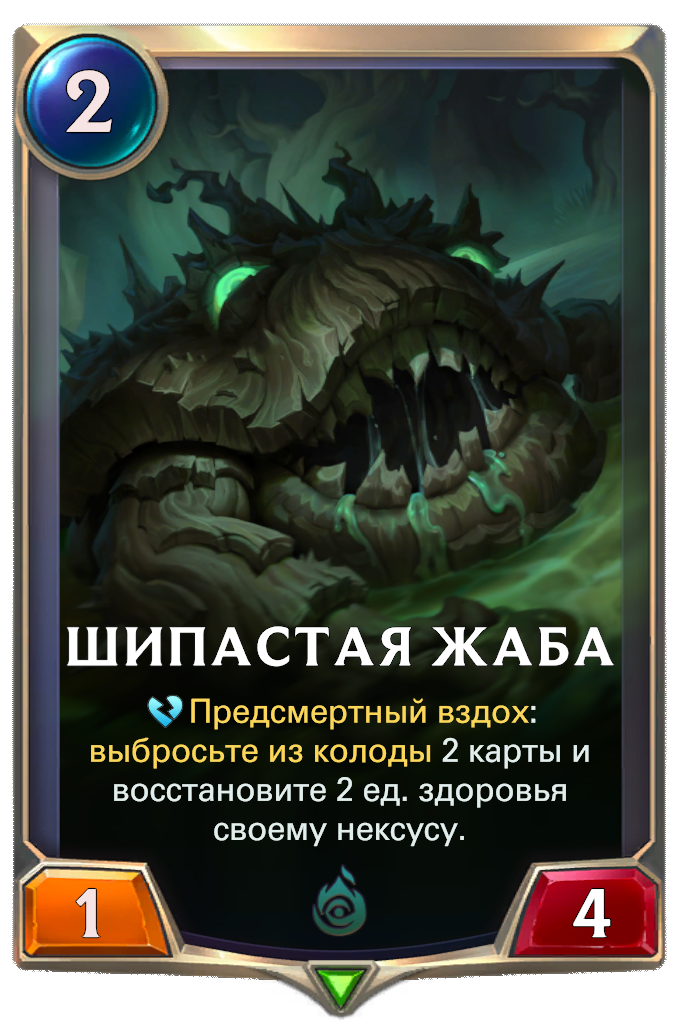 2
ШИПАСТАЯ ЖАБА
Предсмертный вздох:
выбросьте из колоды 2 карты и
восстановите 2 ед. здоровья
своему нексусу.
1
4